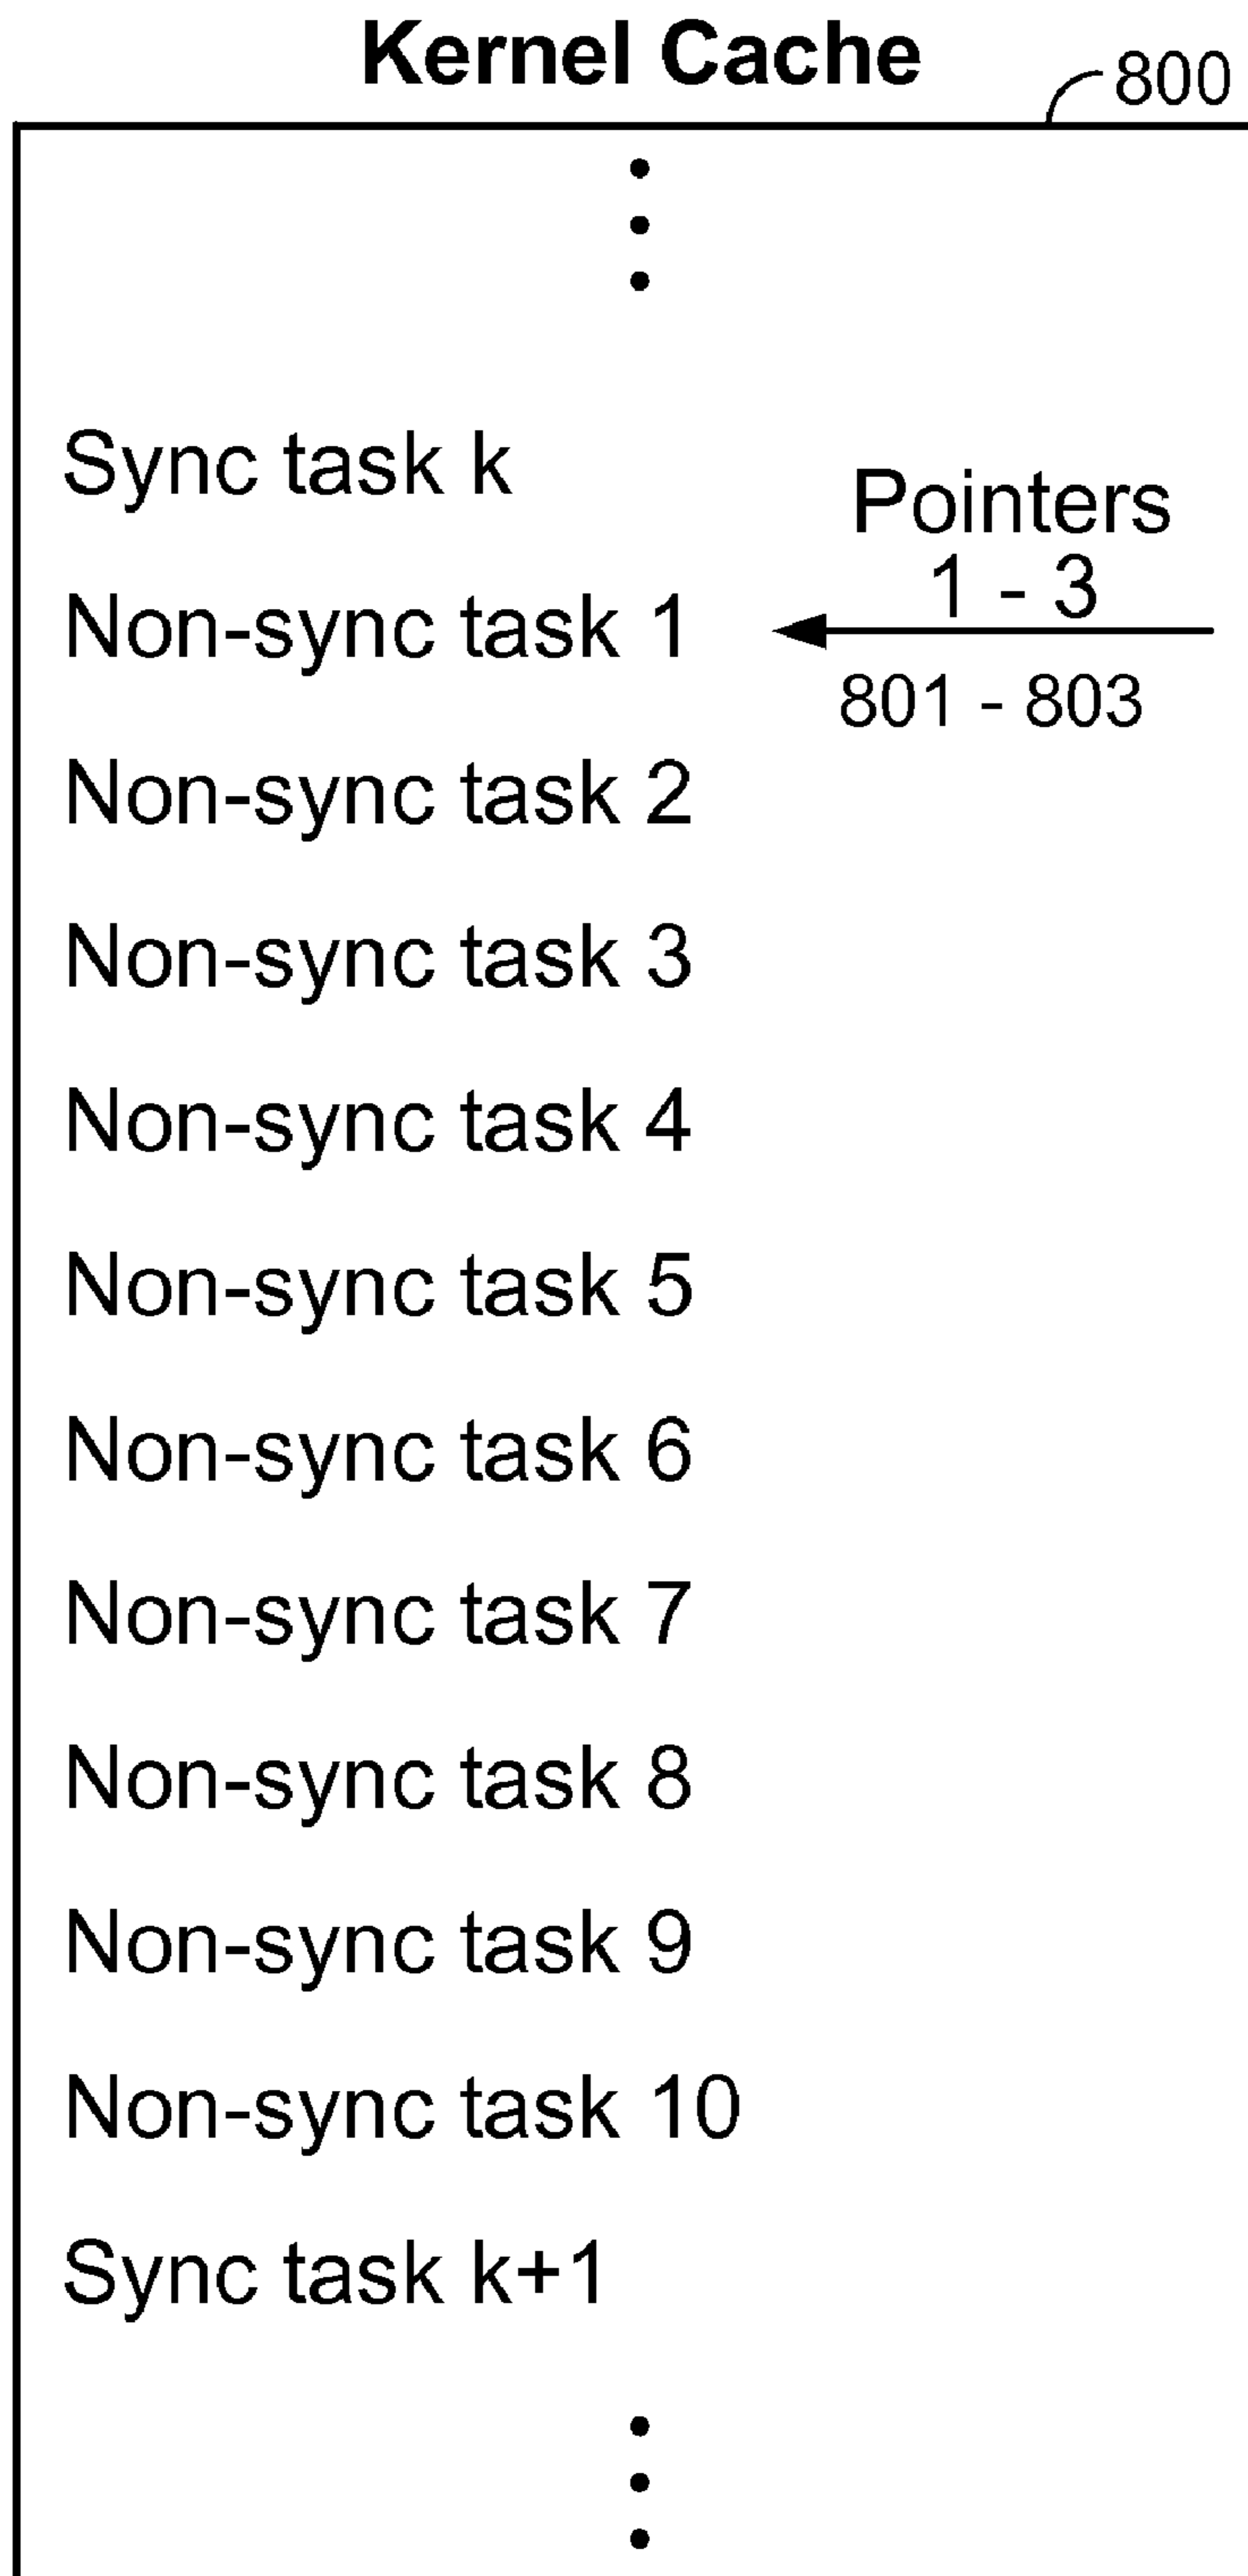 Kernel Cache
800
Sync task k
Pointers
1 - 3
Non-sync task 1
801 - 803
Non-sync task 2
Non-sync task 3
Non-sync task 4
Non-sync task 5
Non-sync task 6
Non-sync task 7
Non-sync task 8
Non-sync task 9
Non-sync task 10
Sync task k+1